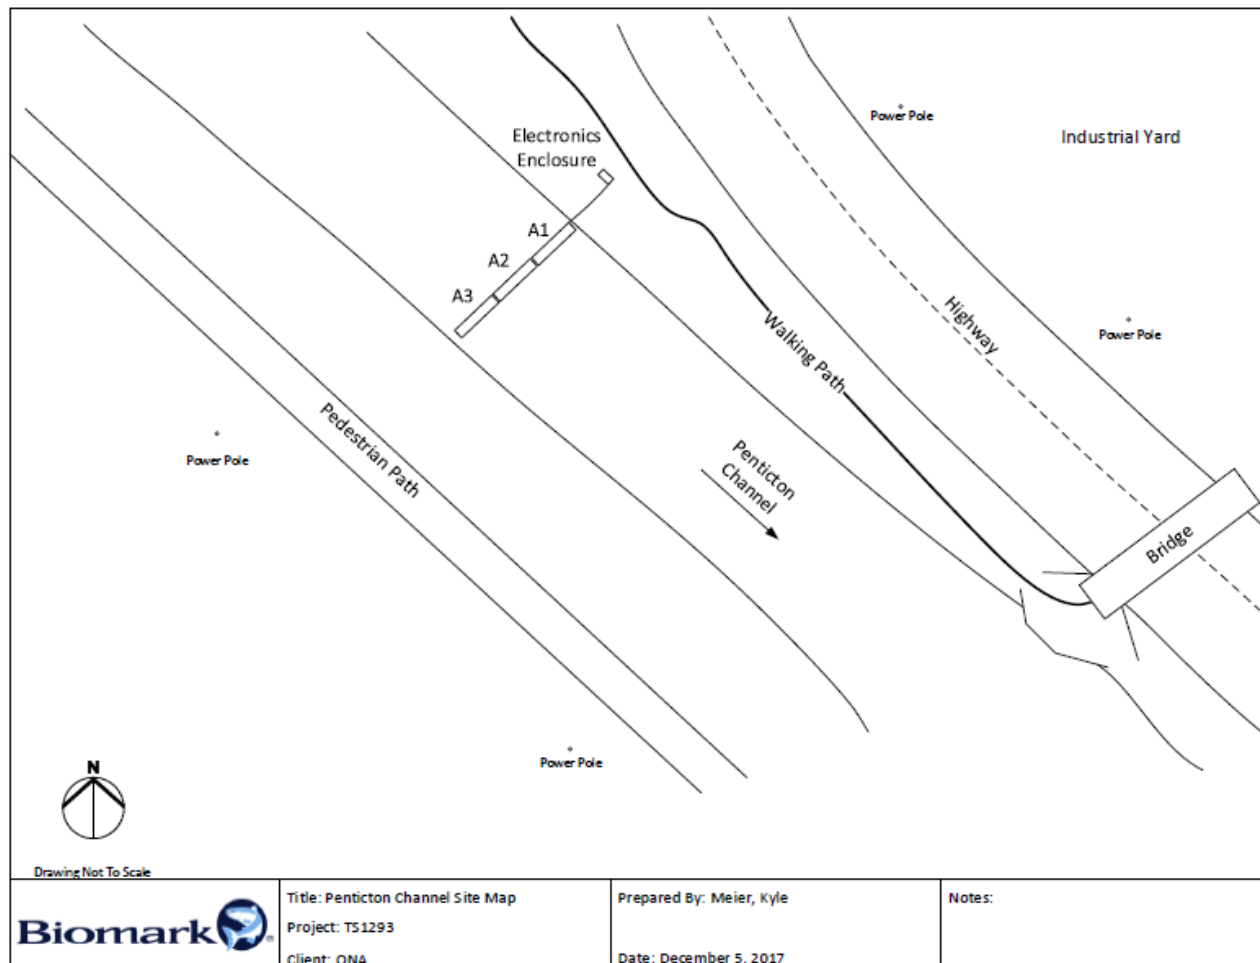 Power Pole
Industrial Yard
Electronics
Enclosure
A1
A2
A3
Highway
Power Pole
Walking Path
Pedestrian Path
Power Pole
Penticton
Channel
Bridge
Power Pole
N
Drawing Not To Scale
Biomark
Title: Penticton Channel Site Map
Project: TS1293
Client: ONA
Prepared By: Meier, Kyle
Date: December 5, 2017
Notes: